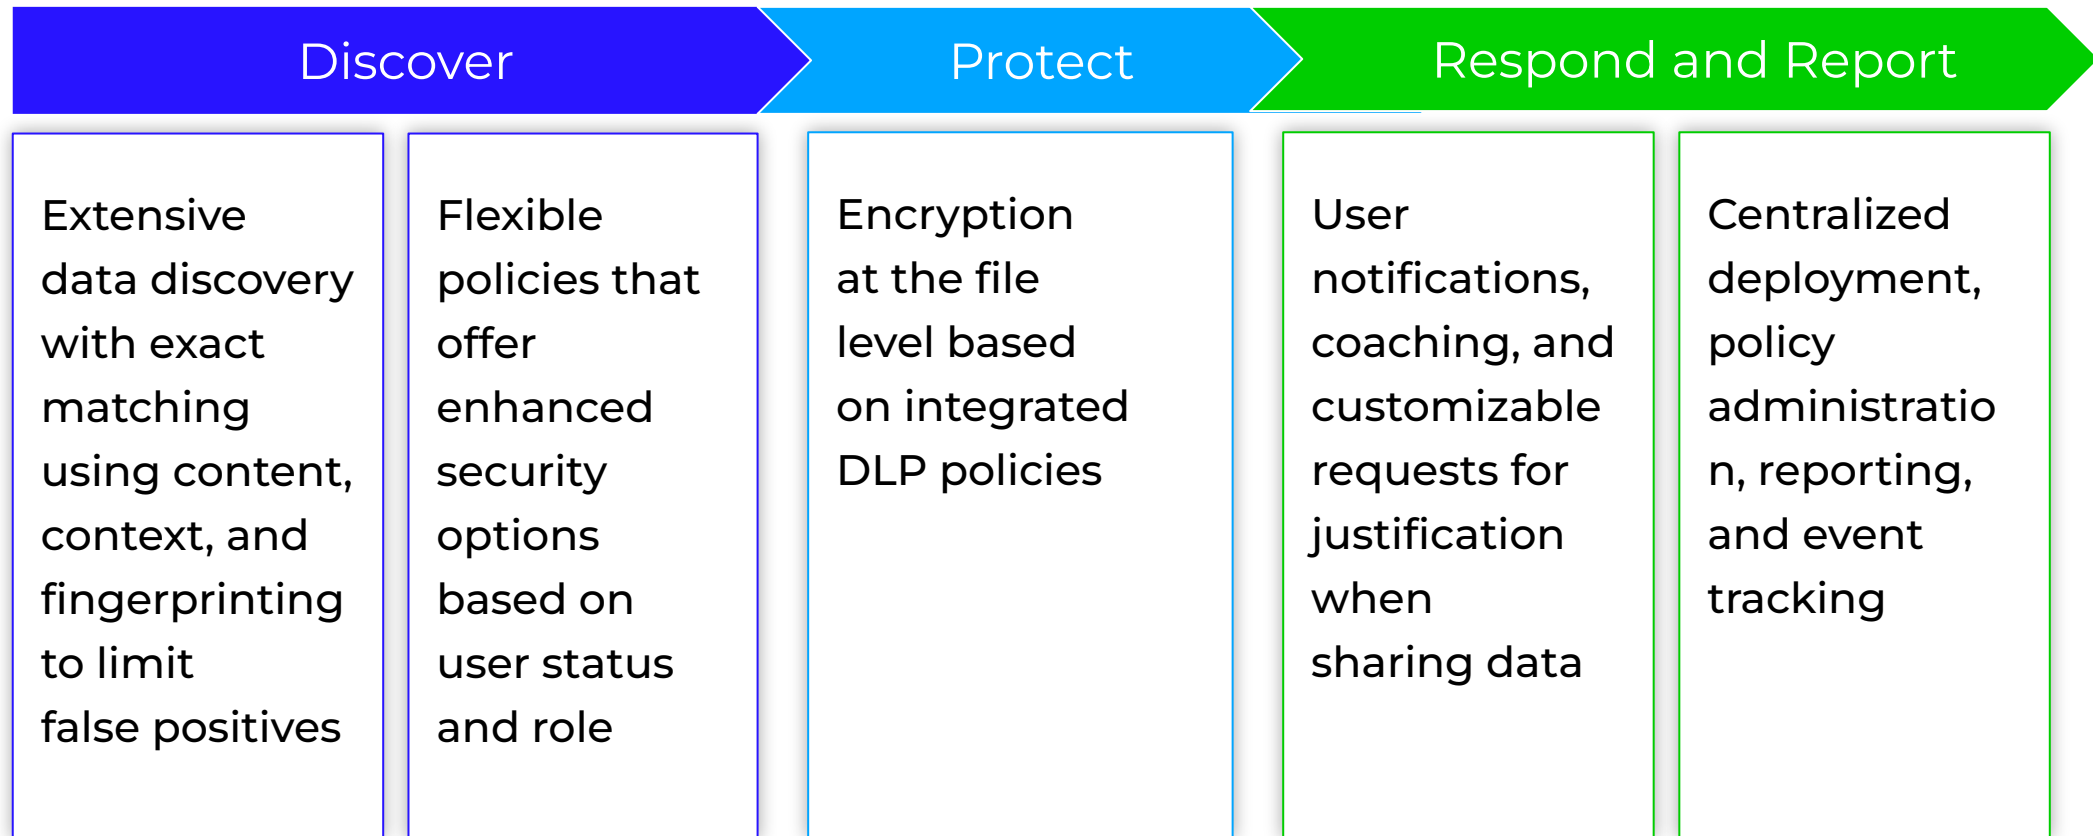 Discover
Protect
Respond and Report
Extensive
data discovery
with exact
matching
using content,
context, and
fingerprinting
to limit
false positives
Flexible
policies that
offer
enhanced
security
options
based on
user status
and role
Encryption
at the file
level based
on integrated
DLP policies
User
notifications,
coaching, and
customizable
requests for
justification
when
sharing data
Centralized
deployment,
policy
administratio
n, reporting,
and event
tracking